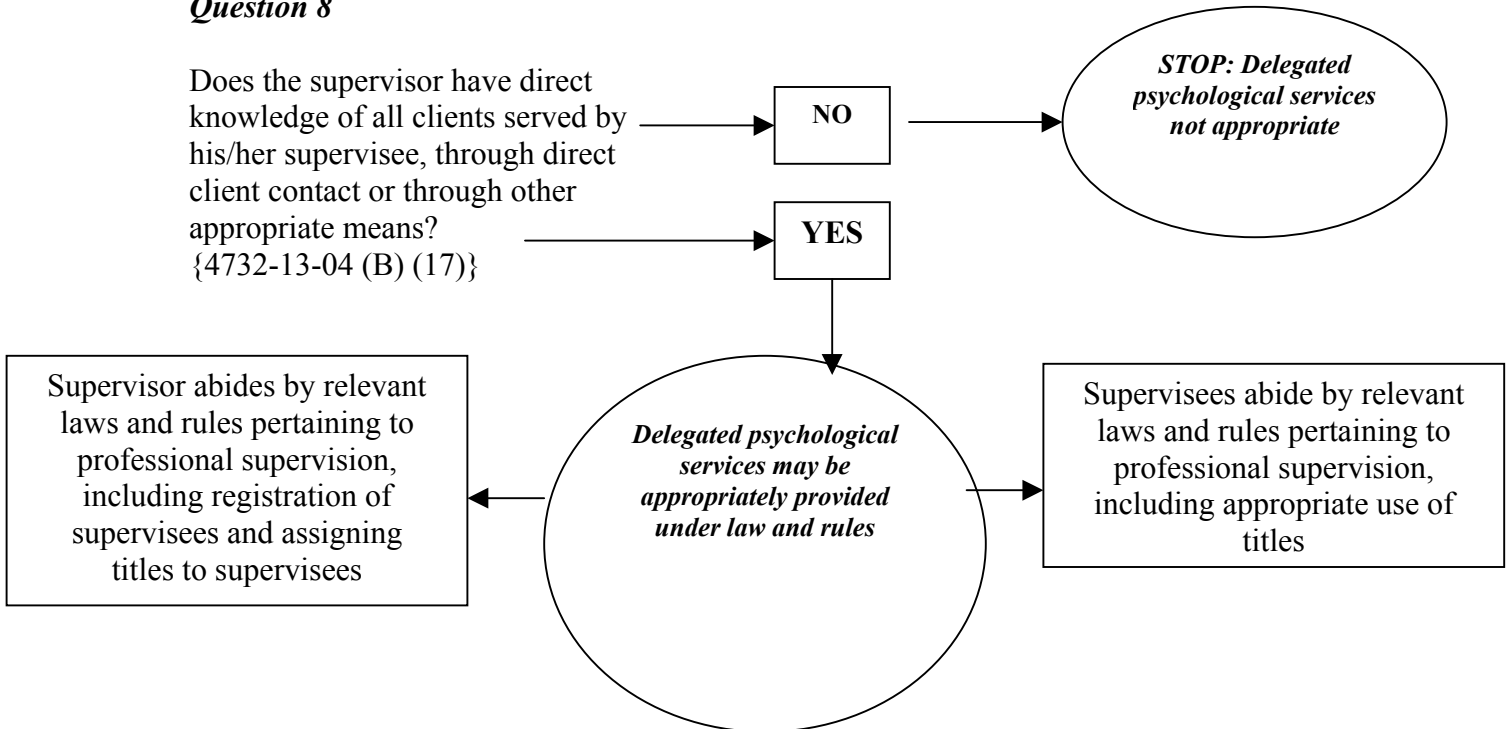 Question 8
Does the supervisor have direct
knowledge of all clients served by
his/her supervisee, through direct
client contact or through other
appropriate means?
{4732-13-04 (B) (17)}
NO
STOP: Delegated
psychological services
not appropriate
YES
Supervisor abides by relevant
laws and rules pertaining to
professional supervision,
including registration of
supervisees and assigning
titles to supervisees
Delegated psychological
services may be
appropriately provided
under law and rules
Supervisees abide by relevant
laws and rules pertaining to
professional supervision,
including appropriate use of
titles